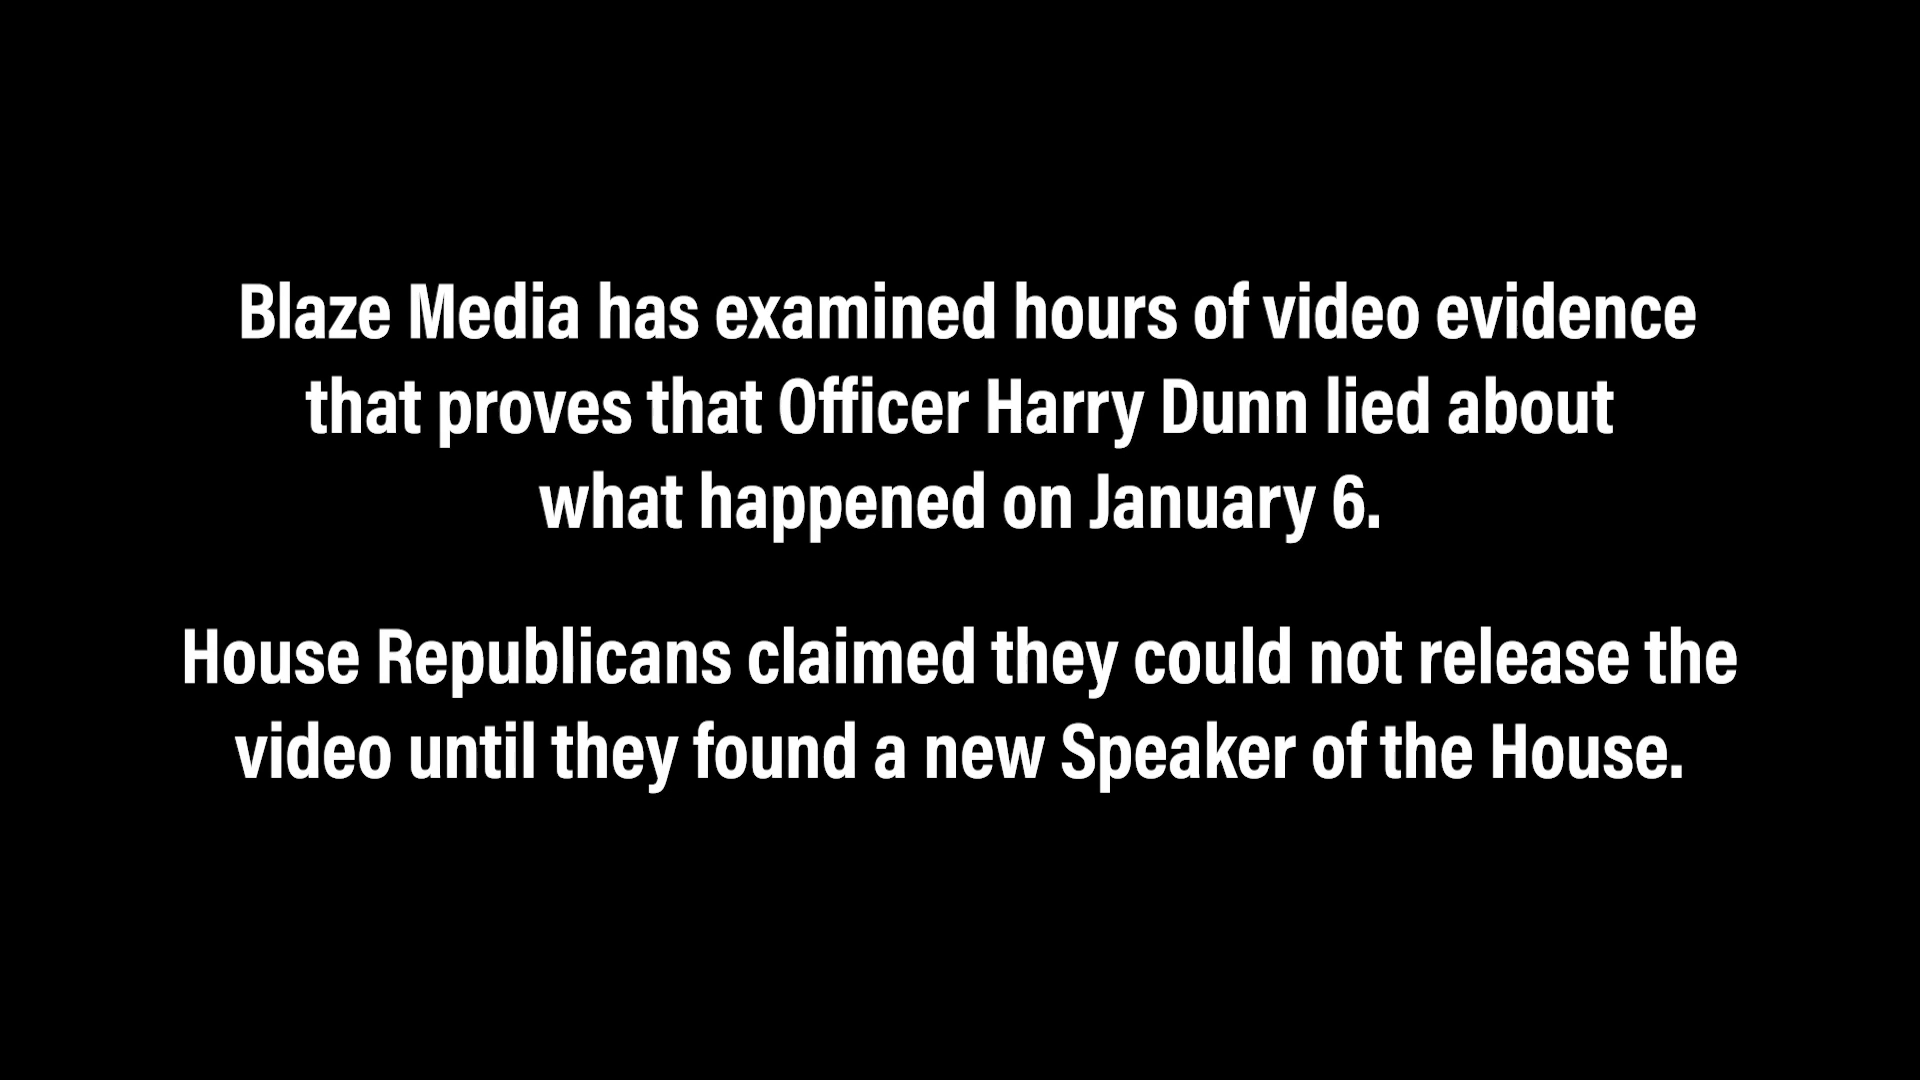 Blaze Media has examined hours of video evidence
that proves that Officer Harry Dunn lied about
what happened on January 6.
House Republicans claimed they could not release the
video until they found a new Speaker of the House.